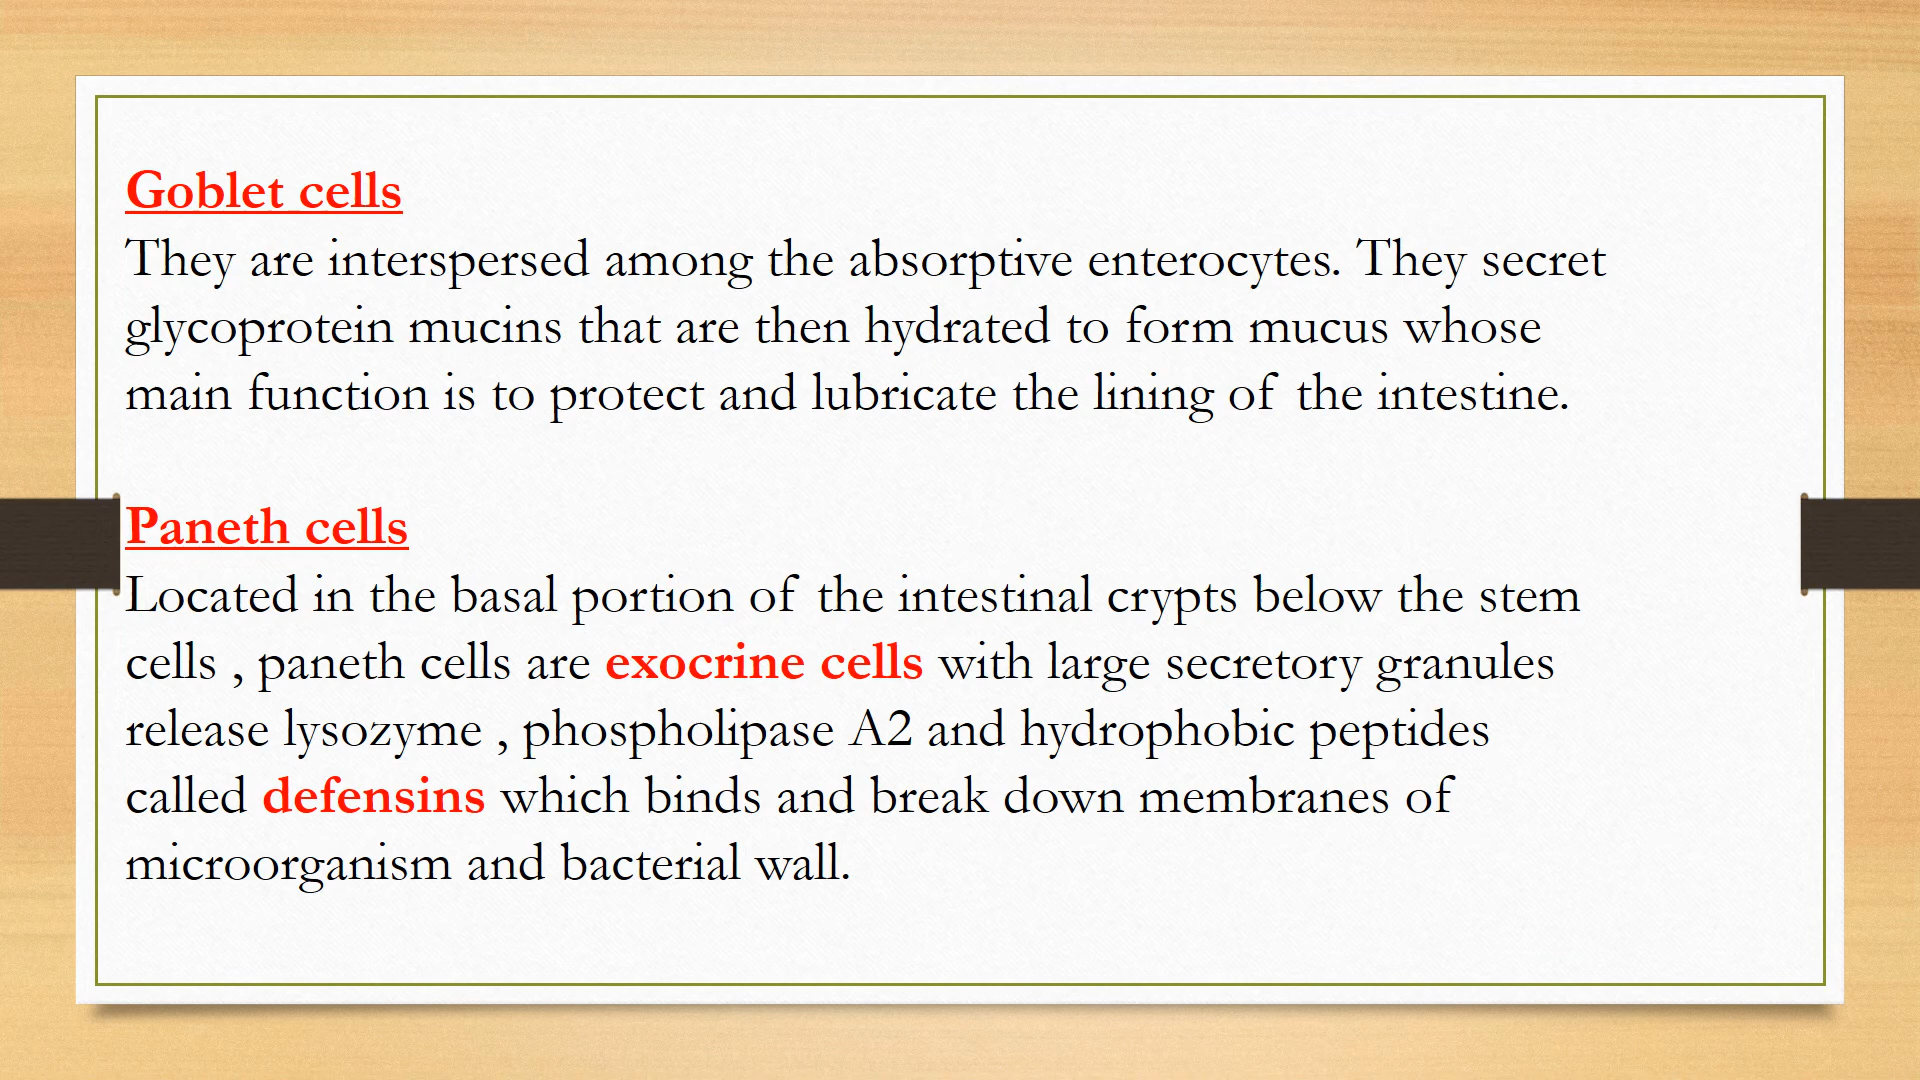 Goblet cells
They are interspersed among the absorptive enterocytes. They secret
glycoprotein mucins that are then hydrated to form mucus whose
main function is to protect and lubricate the lining of the intestine.
Paneth cells
Located in the basal portion of the intestinal crypts below the stem
cells , paneth cells are exocrine cells with large secretory granules
release lysozyme , phospholipase A2 and hydrophobic peptides
called defensins which binds and break down membranes of
microorganism and bacterial wall.